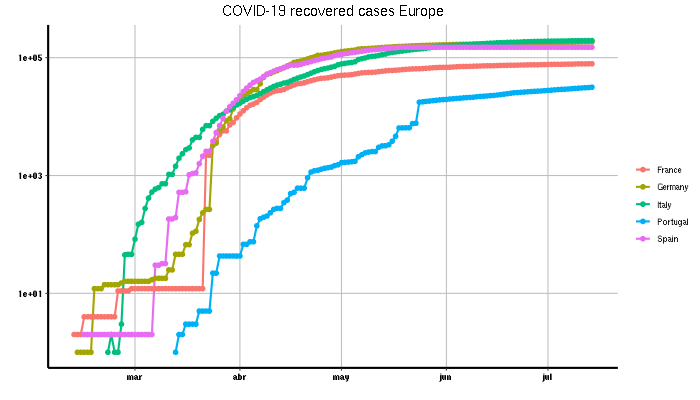 COVID-19 recovered cases Europe
1e+05
1e+03
1e+01
mar
abr
may
jun
jul
France
Germany
Italy
Portugal
Spain